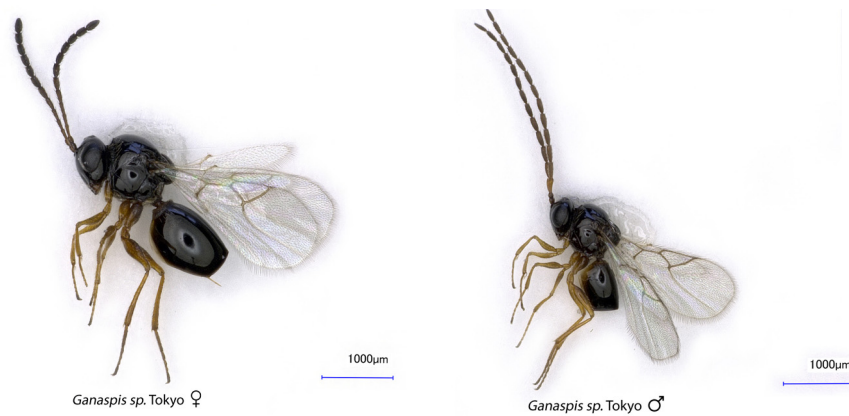 1000μm
Ganaspis sp. Tokyo ♀
1000μm
Ganaspis sp. Tokyo ♂